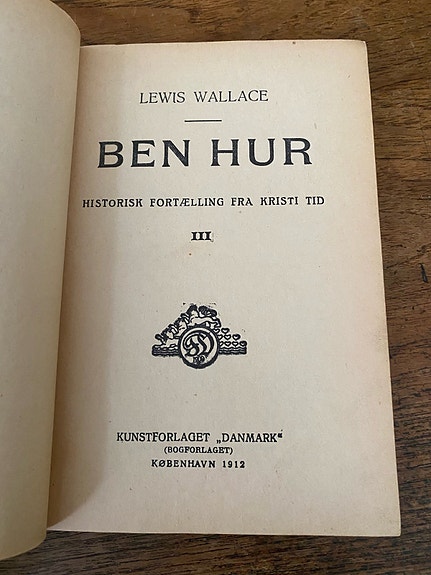 LEWIS WALLACE
BEN HUR
HISTORISK FORTÆLLING FRA KRISTI TID
III
KUNSTFORLAGET „DANMARK"
(BOGFORLAGET)
KØBENHAVN 1912